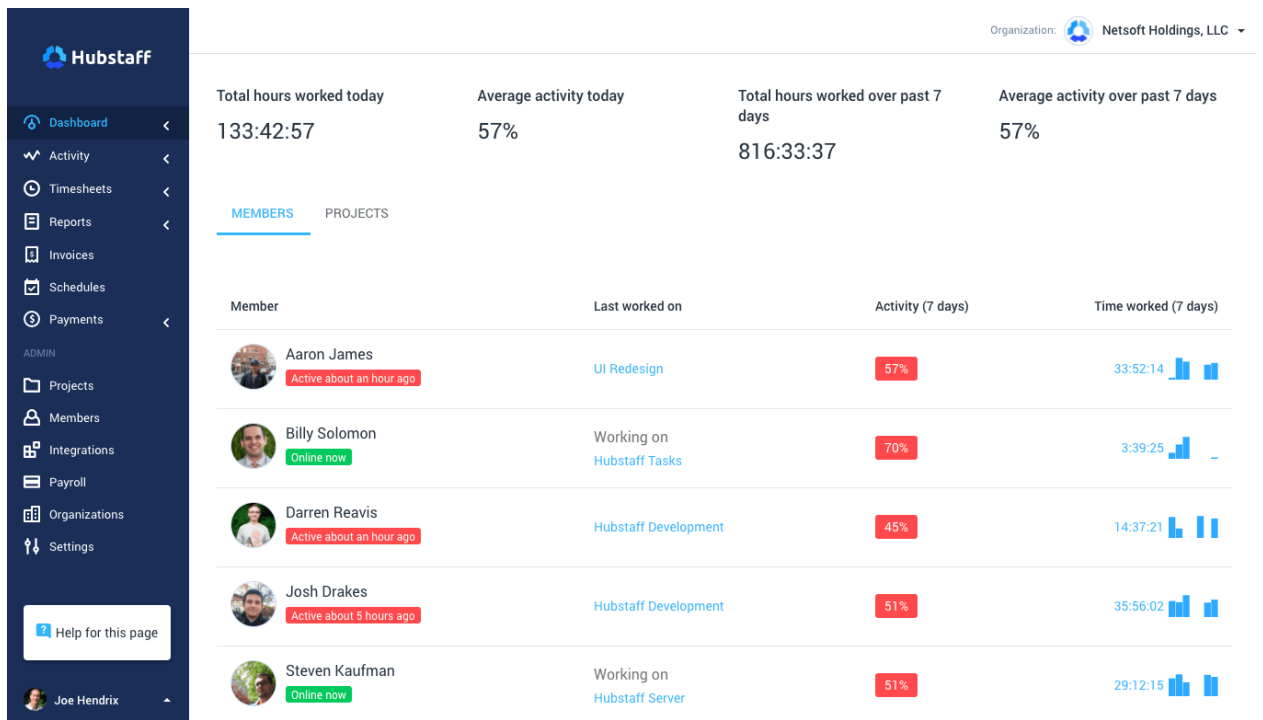 Hubstaff
Organization: Netsoft Holdings, LLC
Dashboard
Activity
Timesheets
Reports
Invoices
Schedules
Payments
ADMIN
Projects
Members
Integrations
Payroll
Organizations
Settings
? Help for this page
Joe Hendrix
Total hours worked today
133:42:57
Average activity today
57%
Total hours worked over past 7
days
816:33:37
Average activity over past 7 days
57%
MEMBERS PROJECTS
Member Last worked on Activity (7 days) Time worked (7 days)
Aaron James
Active about an hour ago
UI Redesign
57%
33:52:14
Billy Solomon
Online now
Working on
Hubstaff Tasks
70%
3:39:25
Darren Reavis
Active about an hour ago
Hubstaff Development
45%
14:37:21
Josh Drakes
Active about 5 hours ago
Hubstaff Development
51%
35:56:02
Steven Kaufman
Online now
Working on
Hubstaff Server
51%
29:12:15